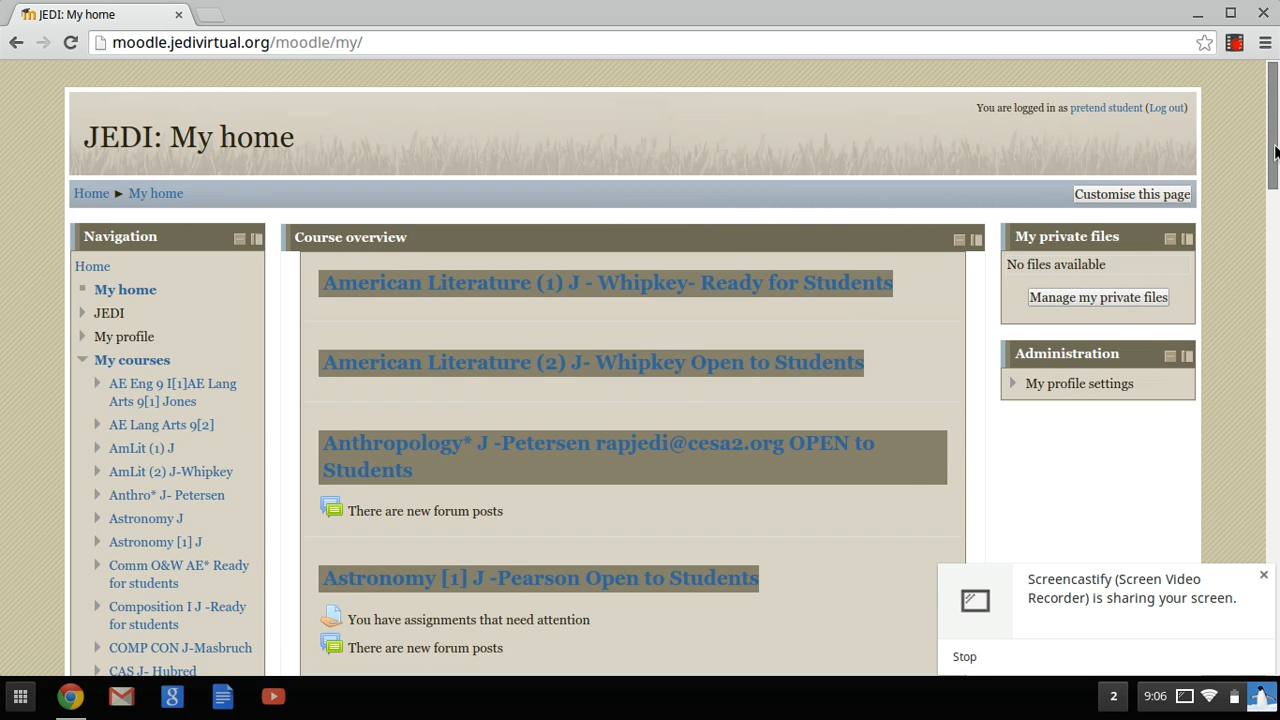 JEDI: My home
moodle.jedivirtual.org/moodle/my/
You are logged in as pretend student (Log out)
JEDI: My home
Home ► My home
Customise this page
Navigation
Home
My home
JEDI
My profile
My courses
AE Eng 9 I[1]AE Lang
Arts 9[1] Jones
AE Lang Arts 9[2]
AmLit (1) J
AmLit (2) J-Whipkey
Anthro* J- Petersen
Astronomy J
Astronomy [1] J
Comm O&W AE* Ready
for students
Composition I J -Ready
for students
COMP CON J-Masbruch
CAS J- Hubred
Course overview
American Literature (1) J - Whipkey- Ready for Students
American Literature (2) J- Whipkey Open to Students
Anthropology* J -Petersen rapjedi@cesa2.org OPEN to
Students
There are new forum posts
Astronomy [1] J -Pearson Open to Students
You have assignments that need attention
There are new forum posts
My private files
No files available
Manage my private files
Administration
My profile settings
Screencastify (Screen Video
Recorder) is sharing your screen.
Stop
2
9:06